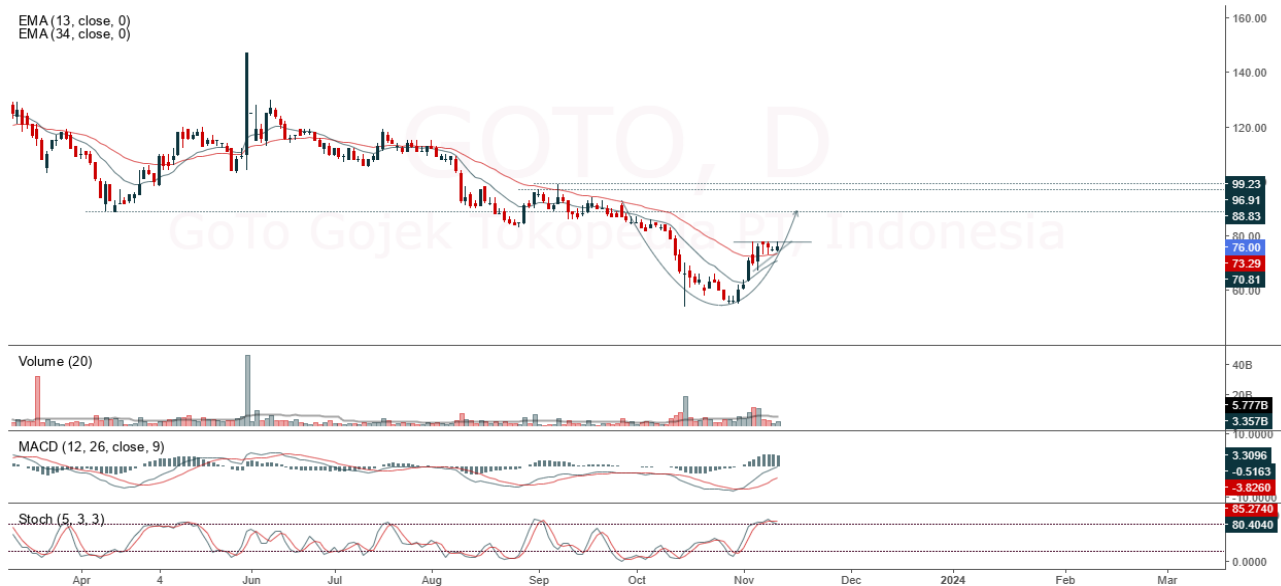 EMA (13, close, 0)
EMA (34, close, 0)
GOTO, D
GoTo Gojek Tokopedia PT, Indonesia
160.00
140.00
120.00
99.23
96.91
88.83
80.00
76.00
73.29
70.81
60.00
Volume (20)
40B
20B
5.777B
3.357B
MACD (12, 26, close, 9)
10.0000
3.3096
-0.5163
-3.8260
-10.0000
Stoch (5, 3, 3)
85.2740
80.4040
0.0000
Apr
4
Jun
Jul
Aug
Sep
Oct
Nov
Dec
2024
Feb
Mar